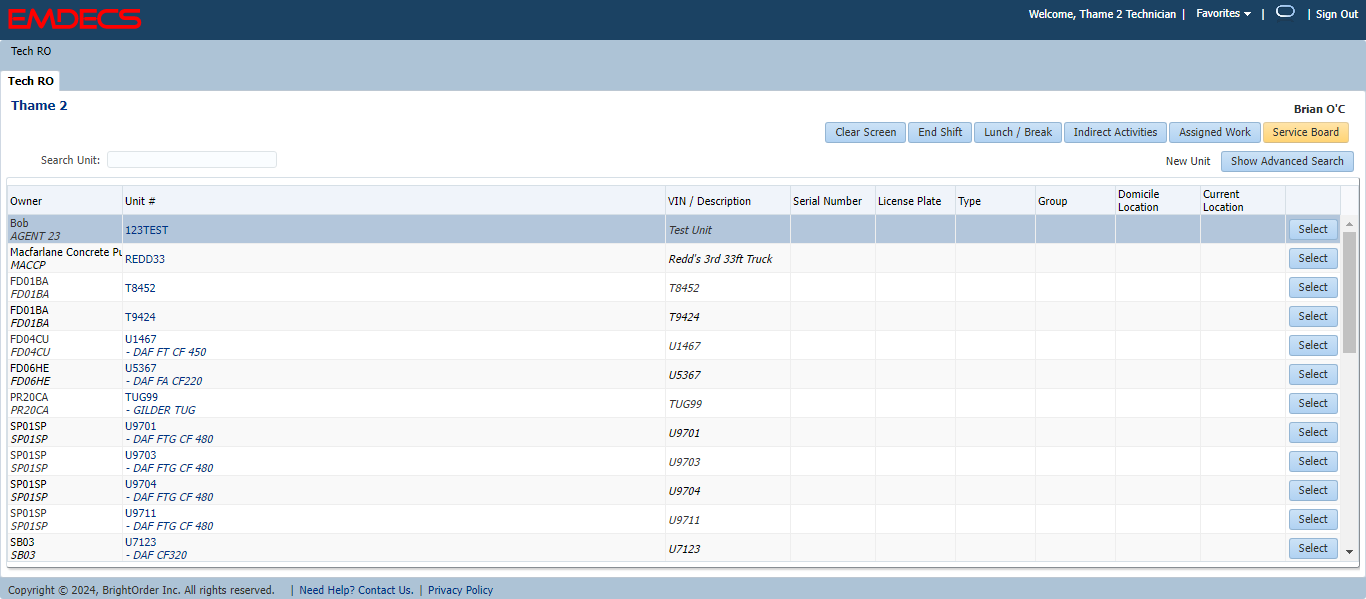 EMDECS
Welcome, Thame 2 Technician | Favorites | | Sign Out
Tech RO
Tech RO
Thame 2
Brian O'C
Clear Screen End Shift Lunch / Break Indirect Activities Assigned Work Service Board
Search Unit: New Unit Show Advanced Search
Owner Unit # VIN / Description Serial Number License Plate Type Group Domicile Location Current Location
Bob
AGENT 23 123TEST Test Unit Select
Macfarlane Concrete Pu
MACCP REDD33 Redd's 3rd 33ft Truck Select
FD01BA
FD01BA T8452 T8452 Select
FD01BA
FD01BA T9424 T9424 Select
FD04CU U1467
FD04CU - DAF FT CF 450 U1467 Select
FD06HE U5367
FD06HE - DAF FA CF220 U5367 Select
PR20CA TUG99
PR20CA - GILDER TUG TUG99 Select
SP01SP U9701
SP01SP - DAF FTG CF 480 U9701 Select
SP01SP U9703
SP01SP - DAF FTG CF 480 U9703 Select
SP01SP U9704
SP01SP - DAF FTG CF 480 U9704 Select
SP01SP U9711
SP01SP - DAF FTG CF 480 U9711 Select
SB03 U7123
SB03 - DAF CF320 U7123 Select
Copyright © 2024, BrightOrder Inc. All rights reserved. | Need Help? Contact Us. | Privacy Policy